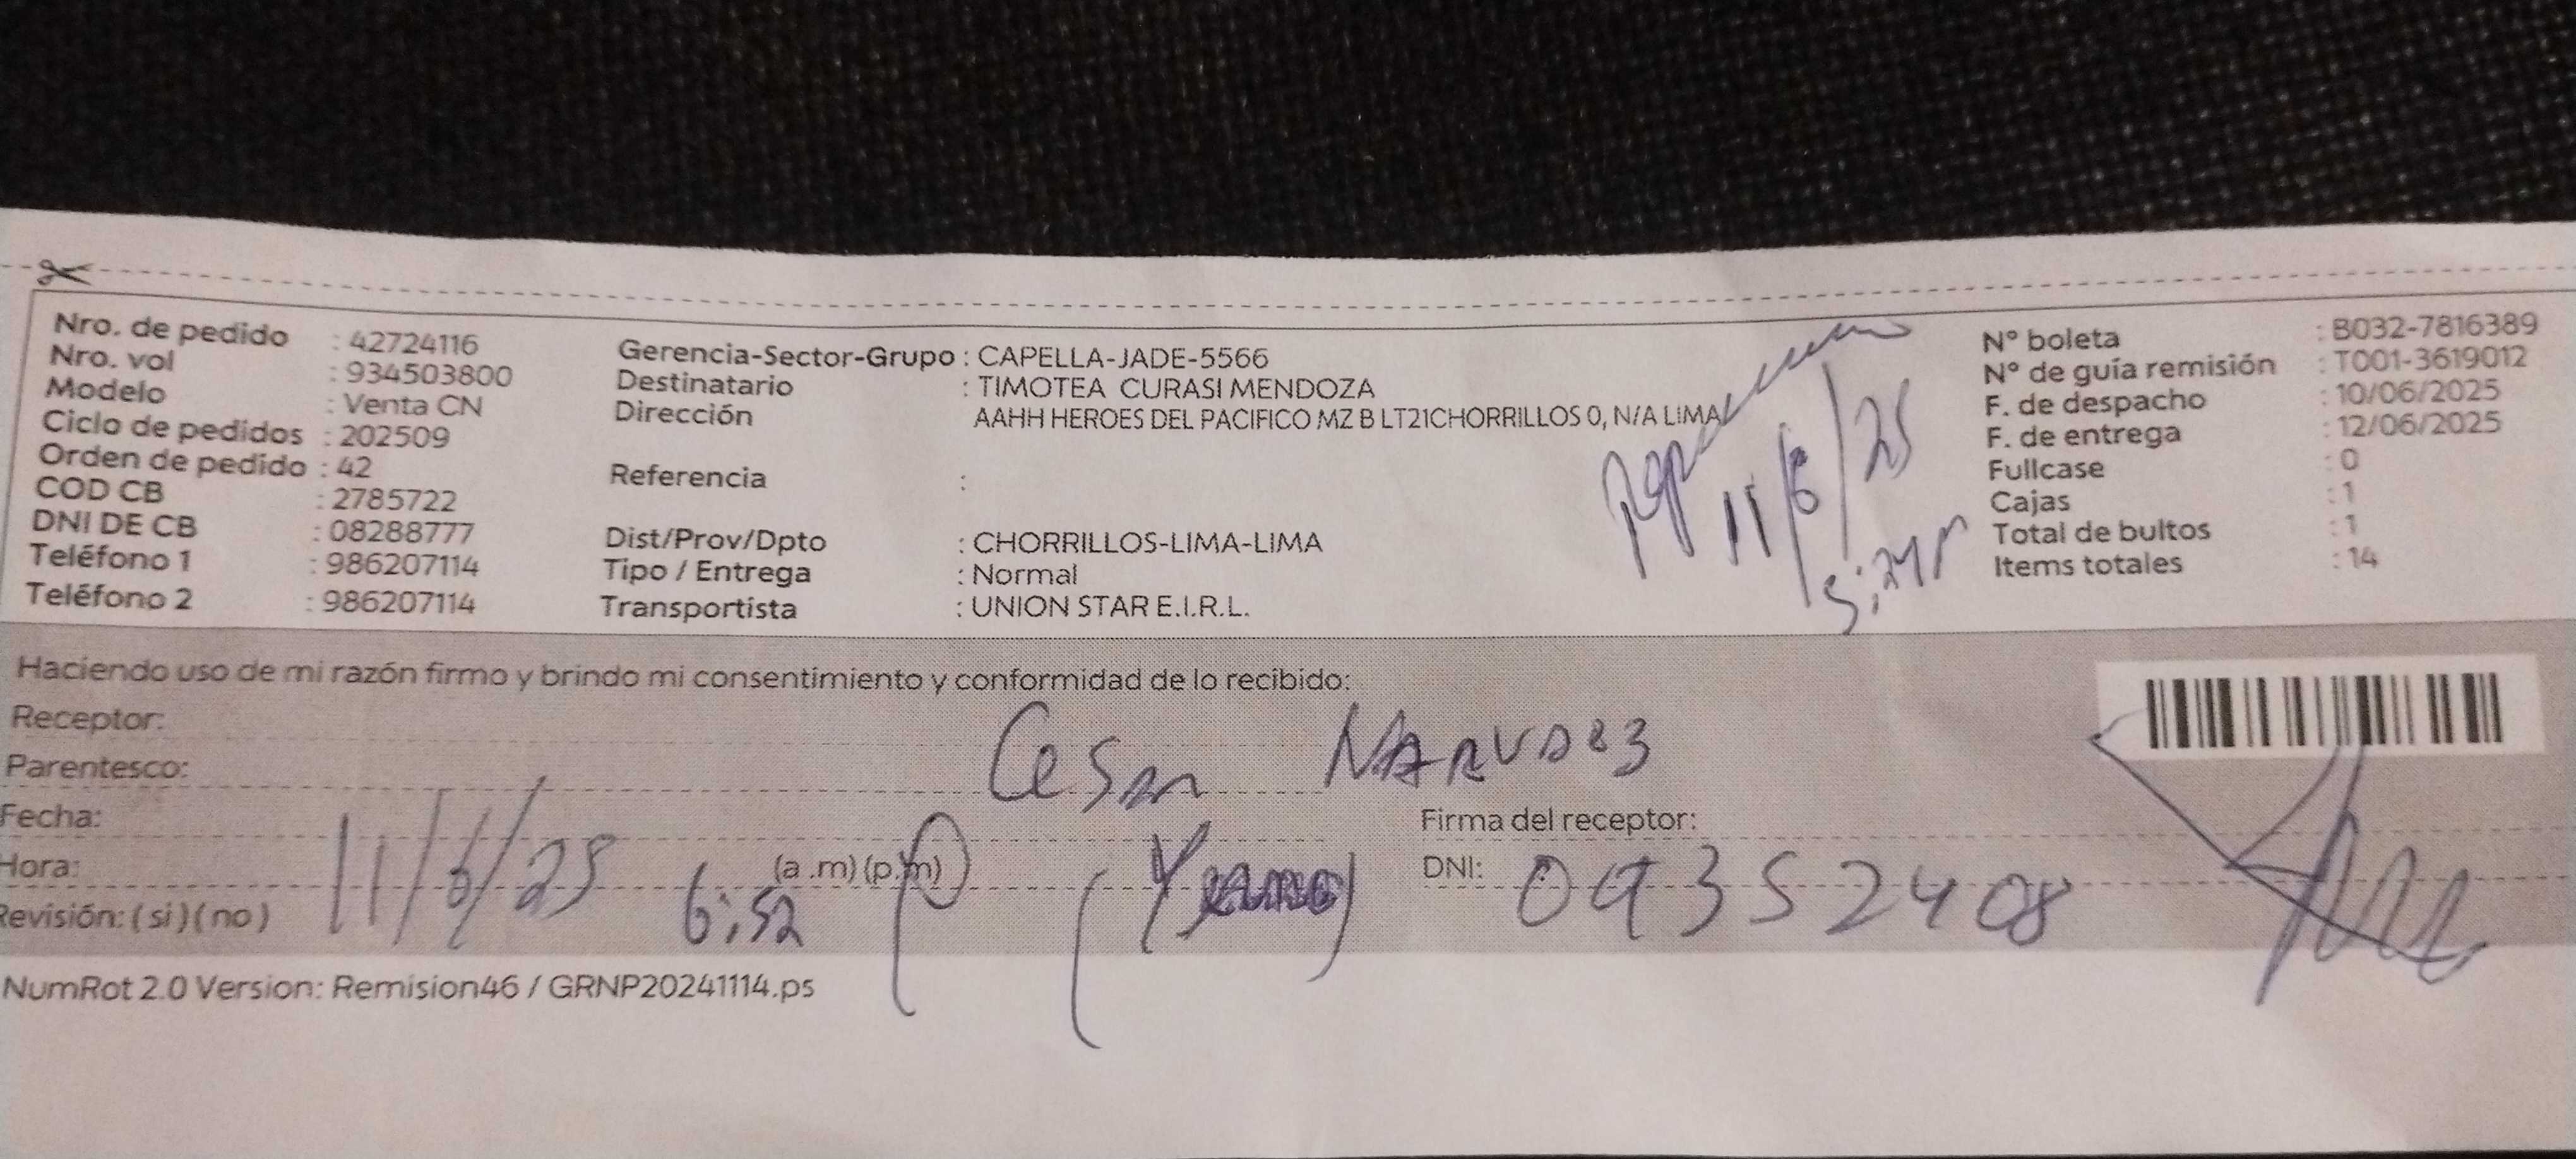 Nro. de pedido : 42724116
Nro. vol : 934503800
Modelo : Venta CN
Ciclo de pedidos : 202509
Orden de pedido : 42
COD CB : 2785722
DNI DE CB : 08288777
Teléfono 1 : 986207114
Teléfono 2 : 986207114
Gerencia-Sector-Grupo : CAPELLA-JADE-5566
Destinatario : TIMOTEA CURASI MENDOZA
Dirección AAHH HEROES DEL PACIFICO MZ B LT21CHORRILLOS 0, N/A LIMA
Referencia :
Dist/Prov/Dpto : CHORRILLOS-LIMA-LIMA
Tipo / Entrega : Normal
Transportista : UNION STAR E.I.R.L.
11/6/25
N° boleta : B032-7816389
N° de guía remisión : T001-3619012
F. de despacho : 10/06/2025
F. de entrega : 12/06/2025
Fullcase : 0
Cajas : 1
Total de bultos : 1
Items totales : 14
Haciendo uso de mi razón firmo y brindo mi consentimiento y conformidad de lo recibido:
Receptor:
Cesar
Parentesco:
Fecha: 11/6/25
Firma del receptor:
Hora: 6:52 (a .m) (p.m) P
(Yerno)
DNI: 09352408
Revisión: ( si ) ( no )
NumRot 2.0 Version: Remision46 / GRNP20241114.ps